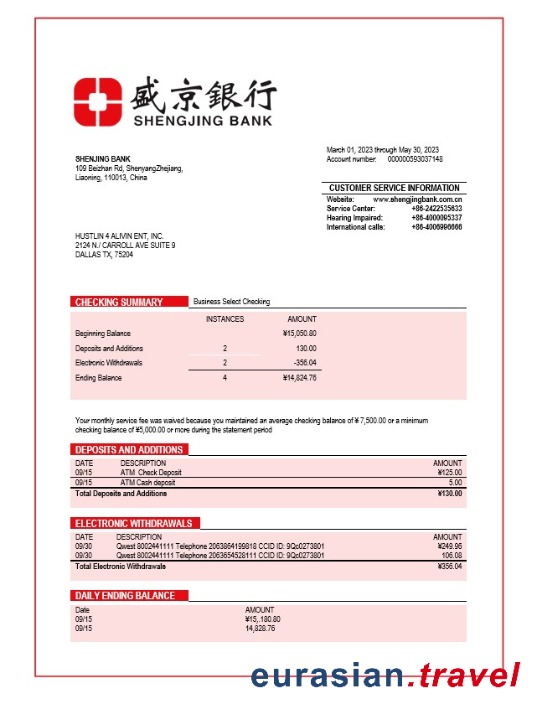 盛京銀行
SHENGJING BANK
SHENJING BANK
109 Beizhan Rd, ShenyangZhejiang,
Liaoning, 110013, China
March 01, 2023 through May 30, 2023
Account number: 000000593037148
CUSTOMER SERVICE INFORMATION
Website: www.shengjingbank.com.cn
Service Center: +86-2422535633
Hearing Impaired: +86-4000095337
International calls: +86-4006996666
HUSTLIN 4 ALIVIN ENT, INC.
2124 N./ CARROLL AVE SUITE 9
DALLAS TX, 75204
CHECKING SUMMARY Business Select Checking
INSTANCES AMOUNT
Beginning Balance ¥15,050.80
Deposits and Additions 2 130.00
Electronic Withdrawals 2 -356.04
Ending Balance 4 ¥14,824.76
Your monthly service fee was waived because you maintained an average checking balance of ¥ 7,500.00 or a minimum
checking balance of ¥5,000.00 or more during the statement period
DEPOSITS AND ADDITIONS
DATE DESCRIPTION AMOUNT
09/15 ATM Check Deposit ¥125.00
09/15 ATM Cash deposit 5.00
Total Deposits and Additions ¥130.00
ELECTRONIC WITHDRAWALS
DATE DESCRIPTION AMOUNT
09/30 Qwest 8002441111 Telephone 2063864199818 CCID ID: 9Qc0273801 ¥249.96
09/30 Qwest 8002441111 Telephone 2063654528111 CCID ID: 9Qc0273801 106.08
Total Electronic Withdrawals ¥356.04
DAILY ENDING BALANCE
Date AMOUNT
09/15 ¥15,.180.80
09/15 14,828.76
eurasian.travel